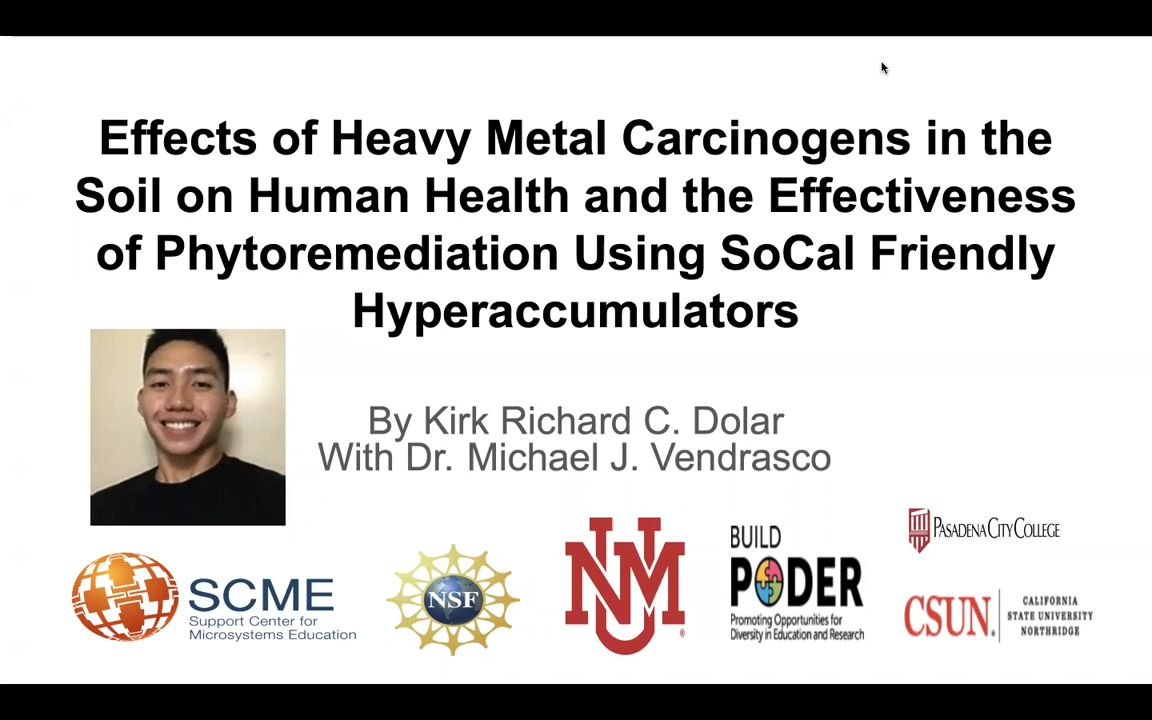 Effects of Heavy Metal Carcinogens in the
Soil on Human Health and the Effectiveness
of Phytoremediation Using SoCal Friendly
Hyperaccumulators
By Kirk Richard C. Dolar
With Dr. Michael J. Vendrasco
SCME
Support Center for
Microsystems Education
NSF
UNM
®
BUILD
PODER
Promoting Opportunities for
Diversity in Education and Research
PASADENA CITY COLLEGE
CSUN.
CALIFORNIA
STATE UNIVERSITY
NORTHRIDGE